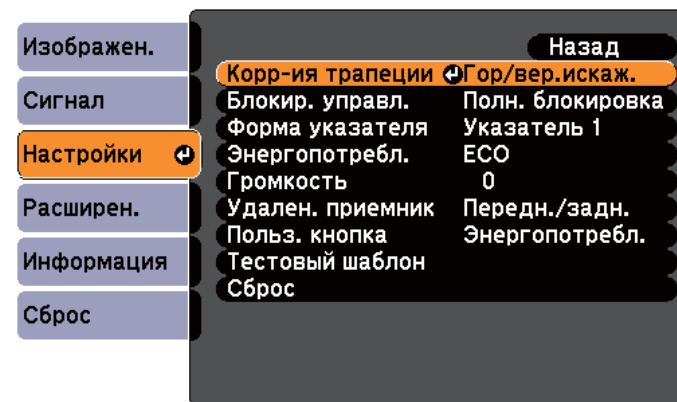 Изображен.
Сигнал
Настройки
Расширен.
Информация
Сброс
Назад
Корр-ия трапеции Гор/вер.искаж.
Блокир. управл. Полн. блокировка
Форма указателя Указатель 1
Энергопотребл. ECO
Громкость 0
Удален. приемник Передн./задн.
Польз. кнопка Энергопотребл.
Тестовый шаблон
Сброс